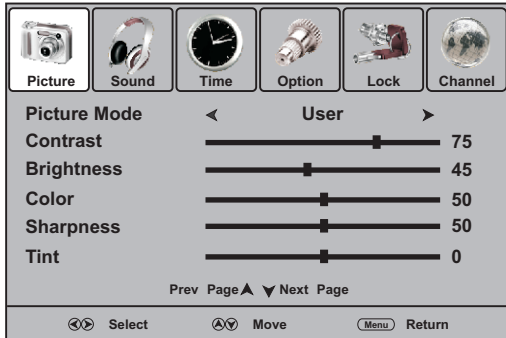 Picture Sound Time Option Lock Channel
Picture Mode User
Contrast 75
Brightness 45
Color 50
Sharpness 50
Tint 0
Prev Page Next Page
Select Move Menu Return